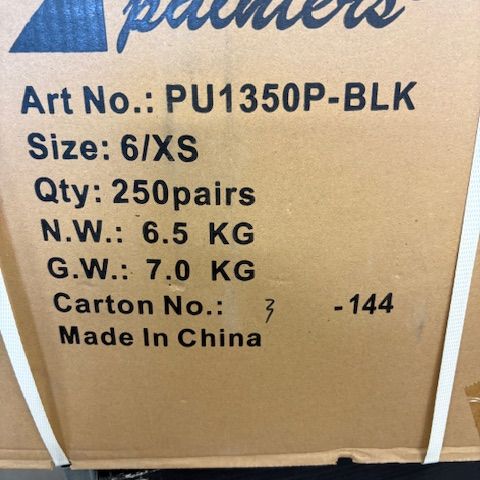 painters
Art No.: PU1350P-BLK
Size: 6/XS
Qty: 250pairs
N.W.: 6.5 KG
G.W.: 7.0 KG
Carton No.: 3 -144
Made In China